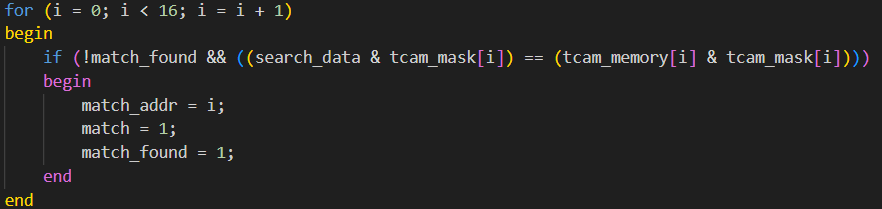 for (i = 0; i < 16; i = i + 1)
begin
    if (!match_found && ((search_data & tcam_mask[i]) == (tcam_memory[i] & tcam_mask[i])))
    begin
        match_addr = i;
        match = 1;
        match_found = 1;
    end
end